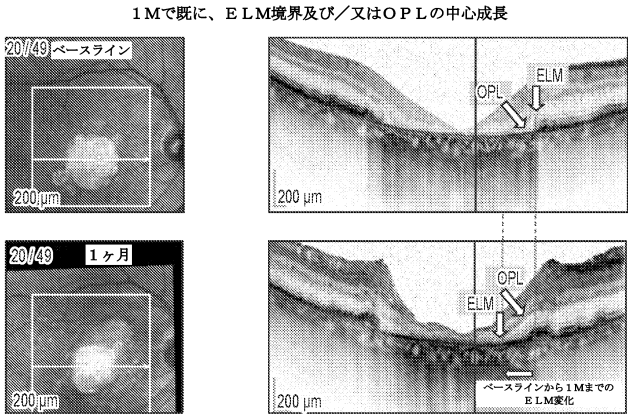 1Mで既に、ELM境界及び/又はOPLの中心成長
20/49
ベースライン
200 µm
OPL
ELM
200 µm
20/49
1ヶ月
200 µm
OPL
ELM
200 µm
ベースラインから1Mまでの
ELM変化